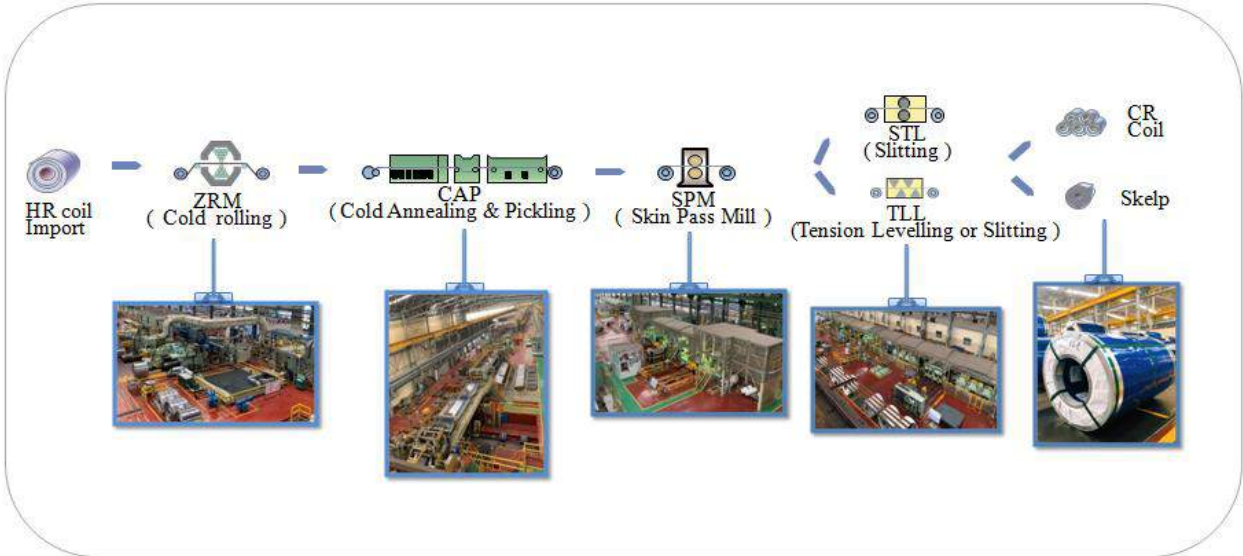 HR coil
Import
ZRM
( Cold rolling )
CAP
(Cold Annealing & Pickling )
SPM
( Skin Pass Mill )
STL
( Slitting )
TLL
(Tension Levelling or Slitting )
CR
Coil
Skelp